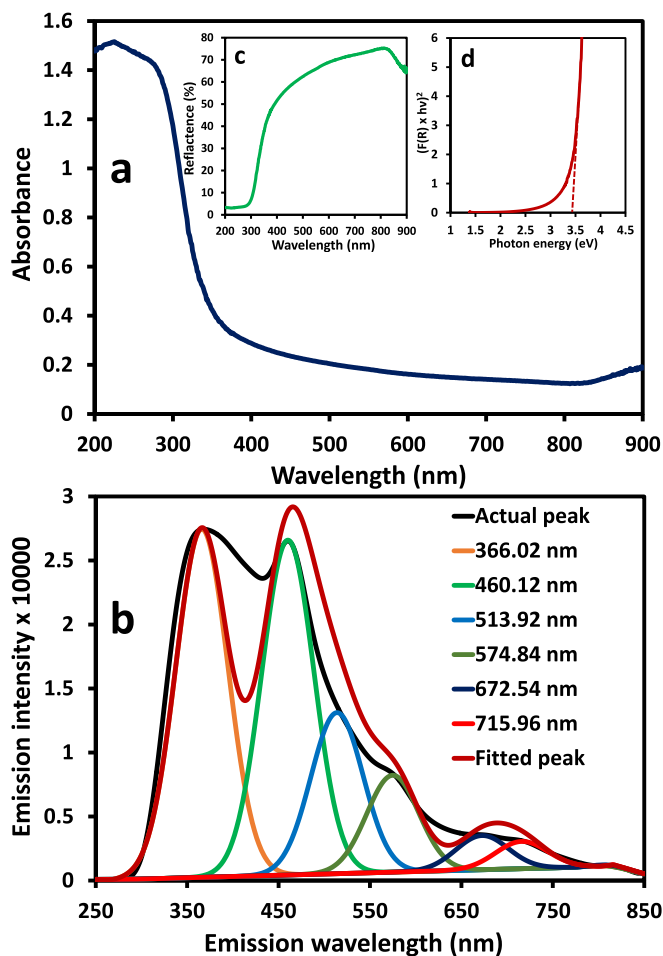 1.6
1.4
1.2
1
0.8
0.6
0.4
0.2
0
Absorbance
a
200 300 400 500 600 700 800 900
Wavelength (nm)
c
80
70
60
50
40
30
20
10
0
Reflactence (%)
200 300 400 500 600 700 800 900
Wavelength (nm)
d
6
5
4
3
2
1
0
(F(R) x hv)²
1 1.5 2 2.5 3 3.5 4 4.5
Photon energy (eV)
3
2.5
2
1.5
1
0.5
0
Emission intensity x 10000
b
Actual peak
366.02 nm
460.12 nm
513.92 nm
574.84 nm
672.54 nm
715.96 nm
Fitted peak
250 350 450 550 650 750 850
Emission wavelength (nm)